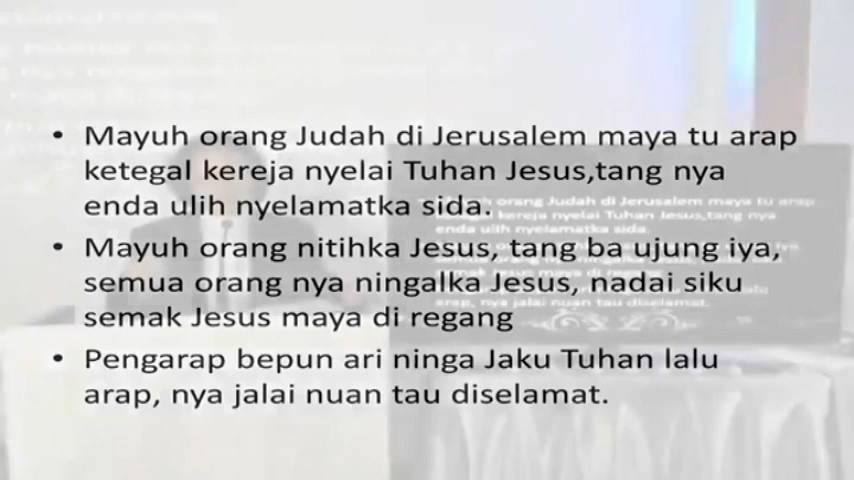 • Mayuh orang Judah di Jerusalem maya tu arap
ketegal kereja nyelai Tuhan Jesus,tang nya
enda ulih nyelamatka sida.
• Mayuh orang nitihka Jesus, tang ba ujung iya,
semua orang nya ningalka Jesus, nadai siku
semak Jesus maya di regang
• Pengarap bepun ari ninga Jaku Tuhan lalu
arap, nya jalai nuan tau diselamat.